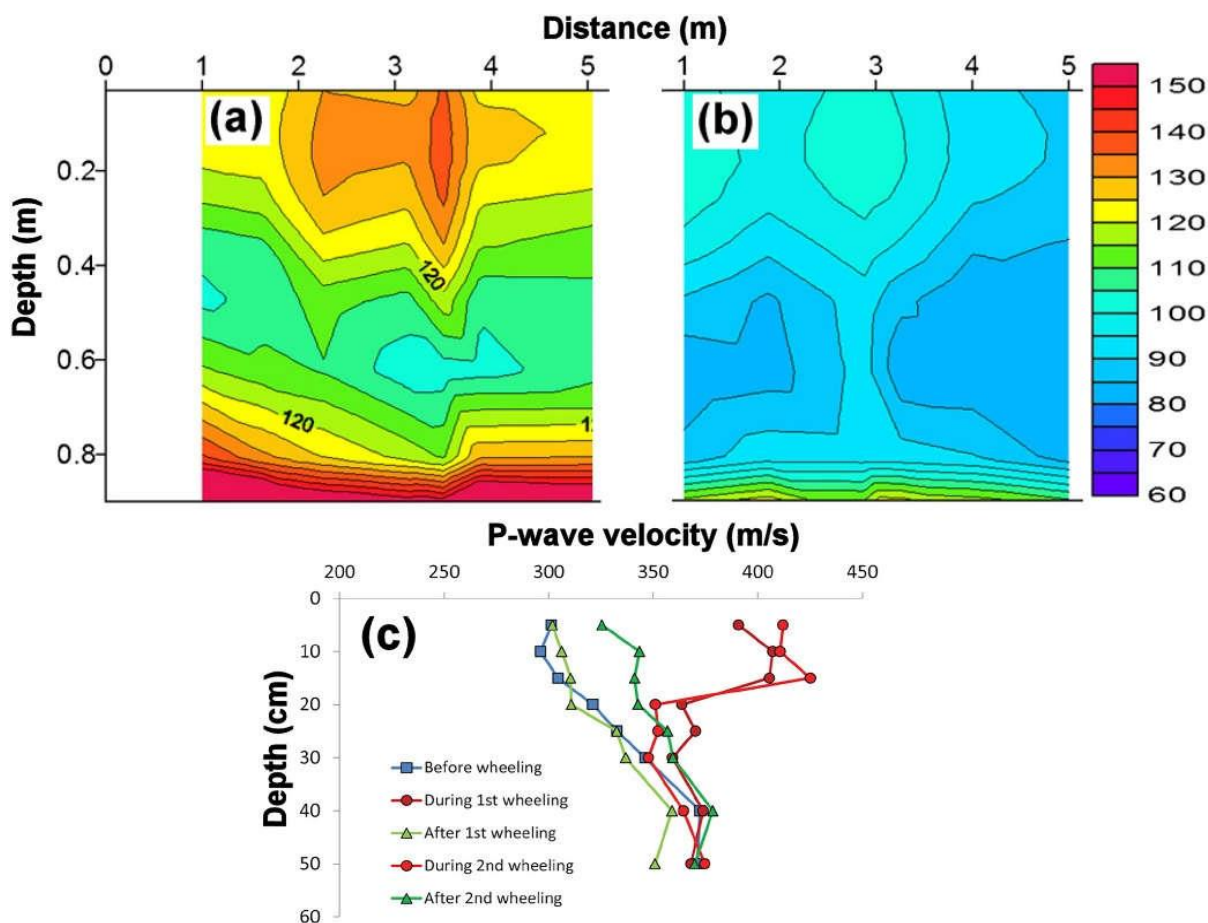 Distance (m)
0 1 2 3 4 5 1 2 3 4 5
(a) (b)
Depth (m)
0.2
0.4
0.6
0.8
120
120
1
150
140
130
120
110
100
90
80
70
60
P-wave velocity (m/s)
200 250 300 350 400 450
Depth (cm)
0
10
20
30
40
50
60
(c)
Before wheeling
During 1st wheeling
After 1st wheeling
During 2nd wheeling
After 2nd wheeling